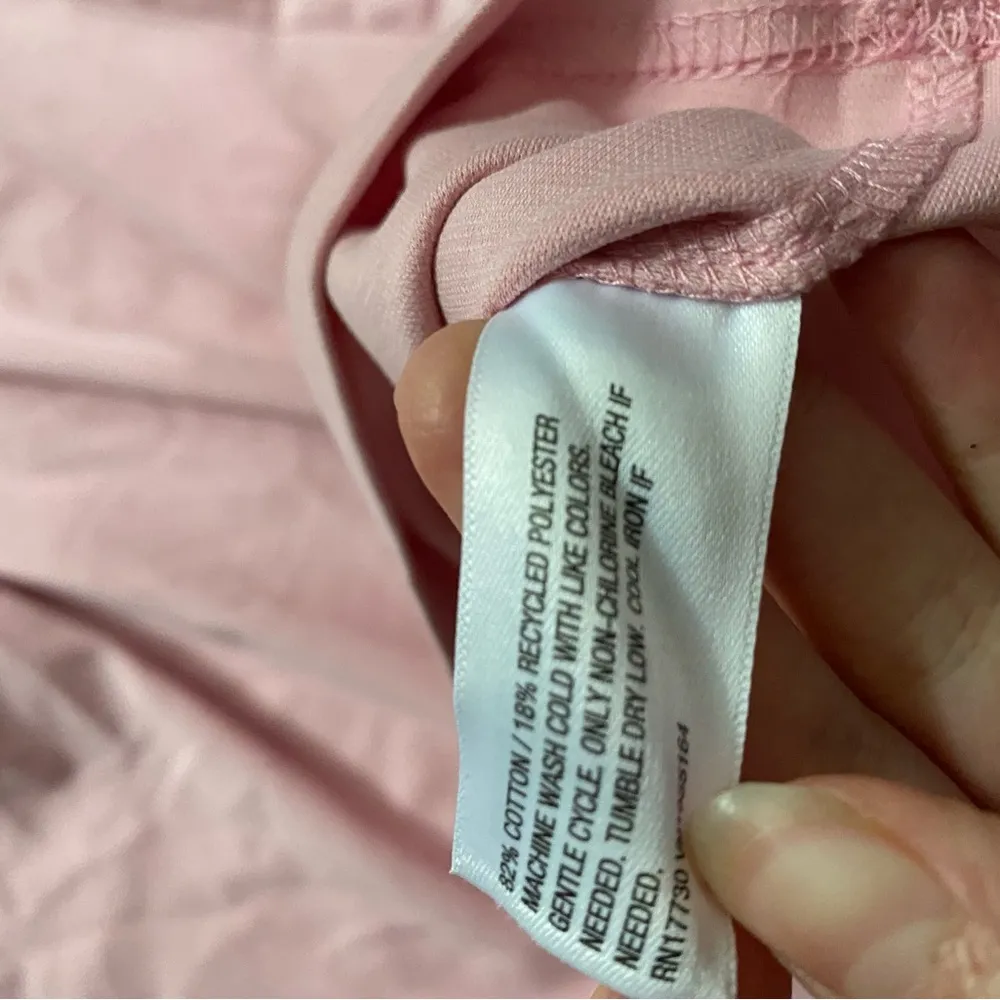 82% COTTON / 18% RECYCLED POLYESTER
MACHINE WASH COLD WITH LIKE COLORS.
GENTLE CYCLE. ONLY NON-CHLORINE BLEACH IF
NEEDED. TUMBLE DRY LOW. COOL IRON IF
NEEDED.
RN17730